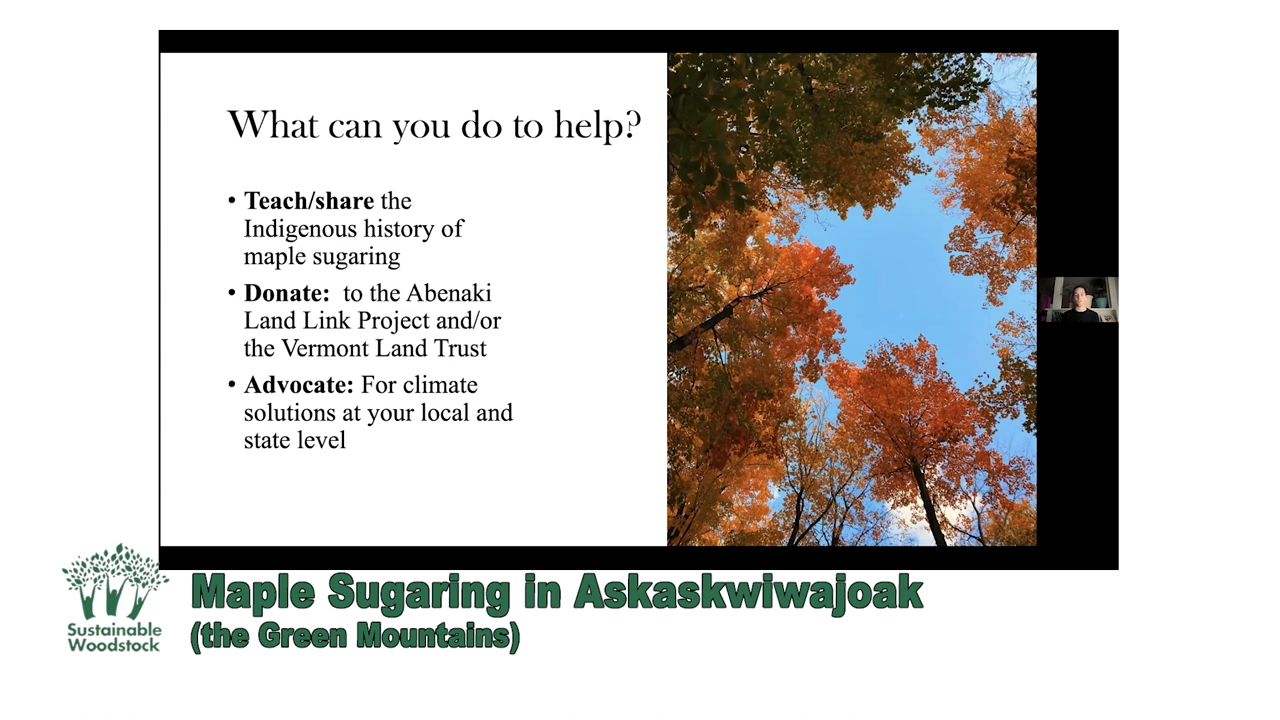 What can you do to help?
• Teach/share the
Indigenous history of
maple sugaring
• Donate:  to the Abenaki
Land Link Project and/or
the Vermont Land Trust
• Advocate: For climate
solutions at your local and
state level
Sustainable
Woodstock
Maple Sugaring in Askaskwiwajoak
(the Green Mountains)